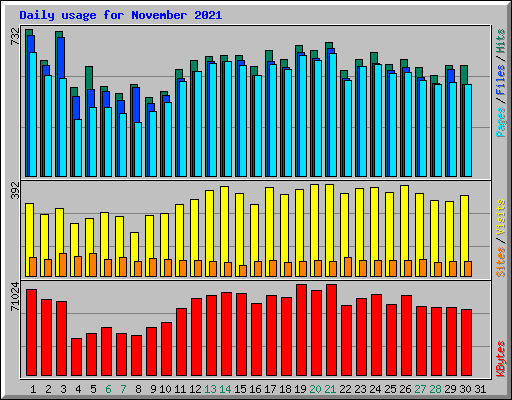 Daily usage for November 2021
732
Pages / Files / Hits
392
Sites / Visits
71024
KBytes
1 2 3 4 5 6 7 8 9 10 11 12 13 14 15 16 17 18 19 20 21 22 23 24 25 26 27 28 29 30 31